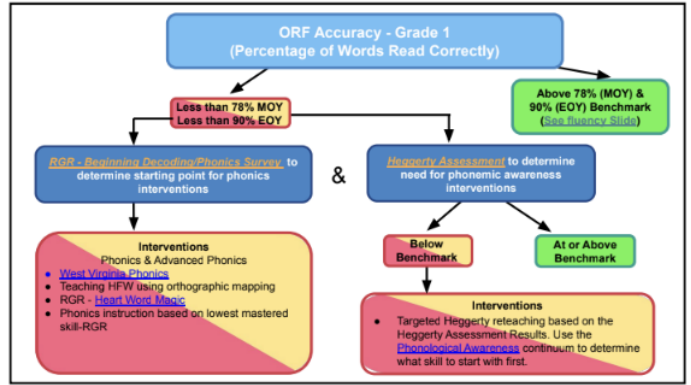 ORF Accuracy - Grade 1
(Percentage of Words Read Correctly)
Less than 78% MOY
Less than 90% EOY
Above 78% (MOY) &
90% (EOY) Benchmark
(See fluency Slide)
RGR - Beginning Decoding/Phonics Survey to
determine starting point for phonics
interventions
&
Heggerty Assessment to determine
need for phonemic awareness
interventions
Interventions
Phonics & Advanced Phonics
● West Virginia Phonics
● Teaching HFW using orthographic mapping
● RGR - Heart Word Magic
● Phonics instruction based on lowest mastered
skill-RGR
Below
Benchmark
At or Above
Benchmark
Interventions
● Targeted Heggerty reteaching based on the
Heggerty Assessment Results. Use the
Phonological Awareness continuum to determine
what skill to start with first.